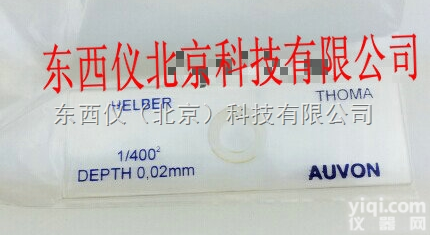 东西仪北京科技有限公司
HELBER THOMA
东西仪（北京）科技有限公司
1/400²
DEPTH 0,02mm AUVON
yiqi.com
仪器网